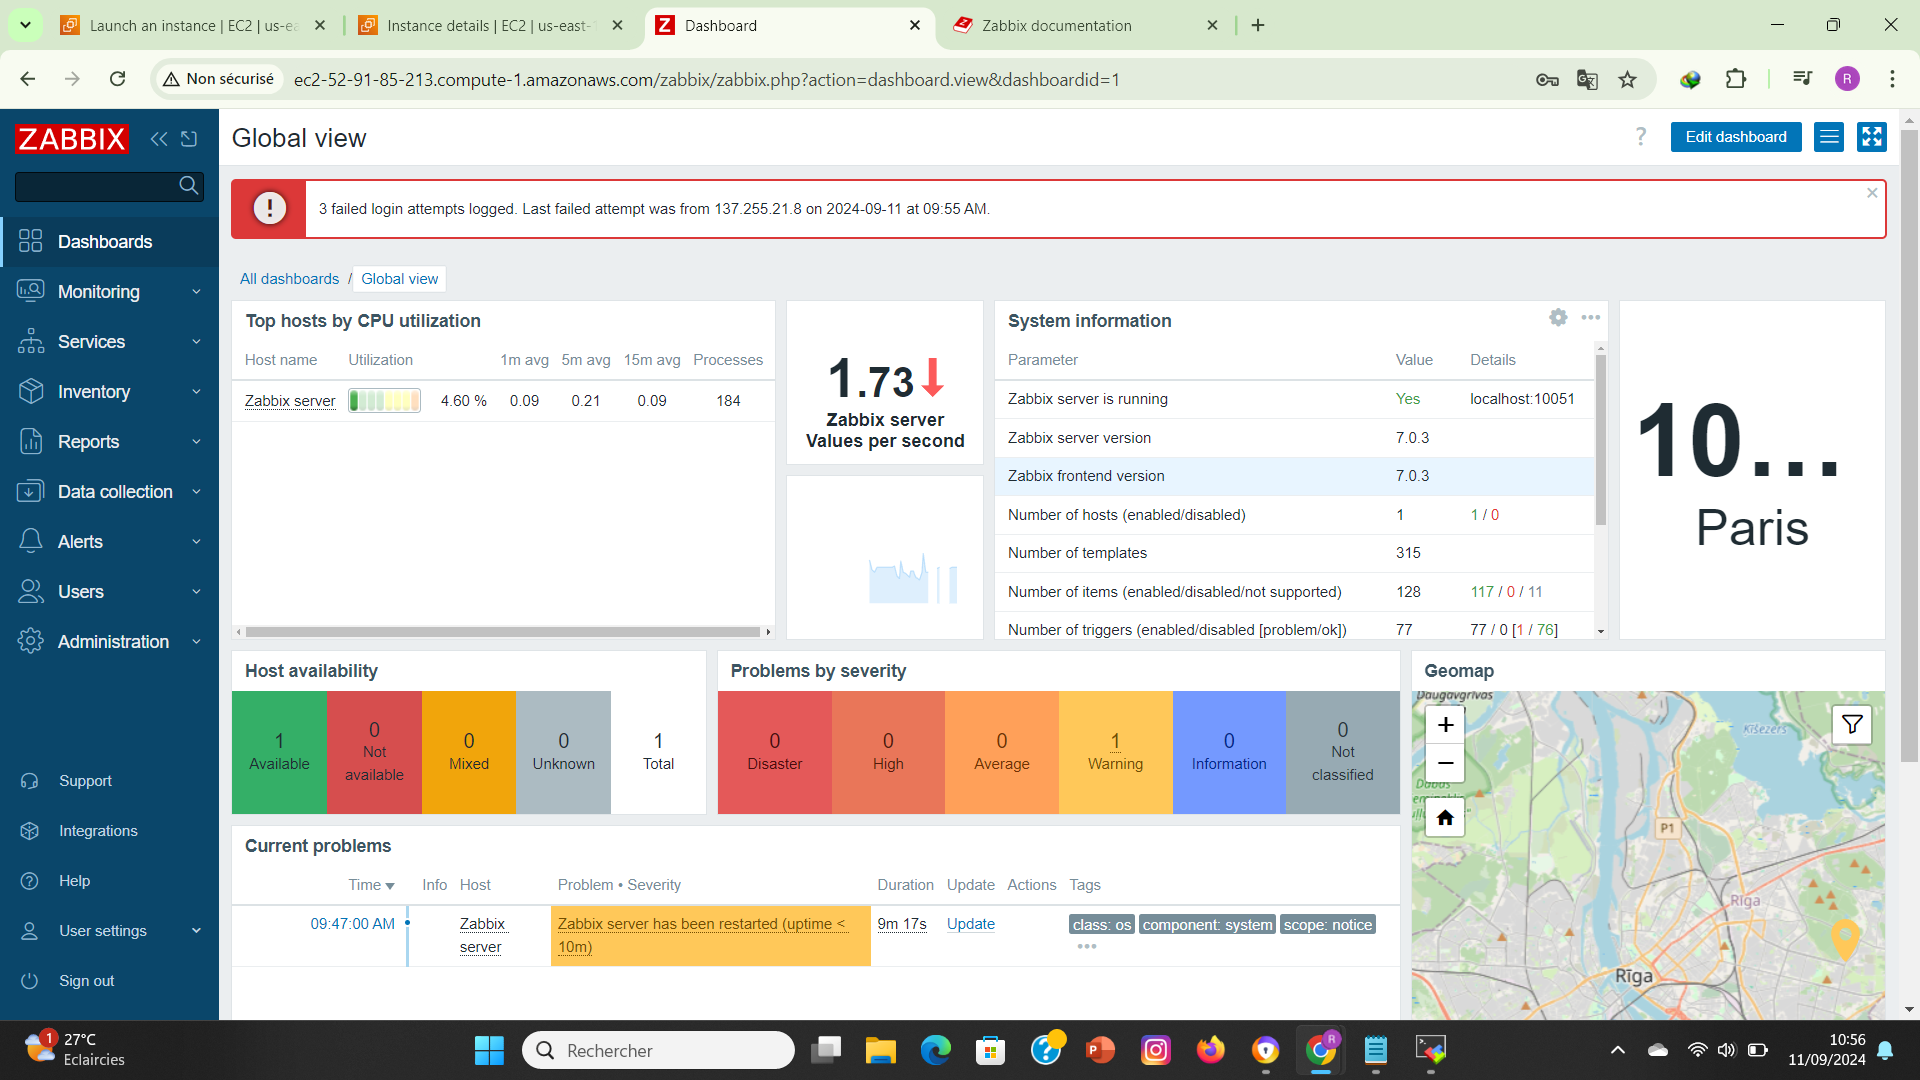 Launch an instance | EC2 | us-ea
Instance details | EC2 | us-east-1
Dashboard
Zabbix documentation
Non sécurisé
ec2-52-91-85-213.compute-1.amazonaws.com/zabbix/zabbix.php?action=dashboard.view&dashboardid=1
R
ZABBIX
Global view
?
Edit dashboard
3 failed login attempts logged. Last failed attempt was from 137.255.21.8 on 2024-09-11 at 09:55 AM.
Dashboards
Monitoring
Services
Inventory
Reports
Data collection
Alerts
Users
Administration
Support
Integrations
Help
User settings
Sign out
All dashboards / Global view
Top hosts by CPU utilization
Host name Utilization 1m avg 5m avg 15m avg Processes
Zabbix server 4.60 % 0.09 0.21 0.09 184
1.73
Zabbix server
Values per second
System information
Parameter Value Details
Zabbix server is running Yes localhost:10051
Zabbix server version 7.0.3
Zabbix frontend version 7.0.3
Number of hosts (enabled/disabled) 1 1 / 0
Number of templates 315
Number of items (enabled/disabled/not supported) 128 117 / 0 / 11
Number of triggers (enabled/disabled [problem/ok]) 77 77 / 0 [1 / 76]
10...
Paris
Host availability
1 Available
0 Not available
0 Mixed
0 Unknown
1 Total
Problems by severity
0 Disaster
0 High
0 Average
1 Warning
0 Information
0 Not classified
Geomap
Daugavgrīvas
Ķīšezers
Dabas
P1
Rīga
Rīga
Current problems
Time Info Host Problem • Severity Duration Update Actions Tags
09:47:00 AM Zabbix server Zabbix server has been restarted (uptime < 10m) 9m 17s Update class: os component: system scope: notice
1
27°C
Eclaircies
Rechercher
R
10:56
11/09/2024